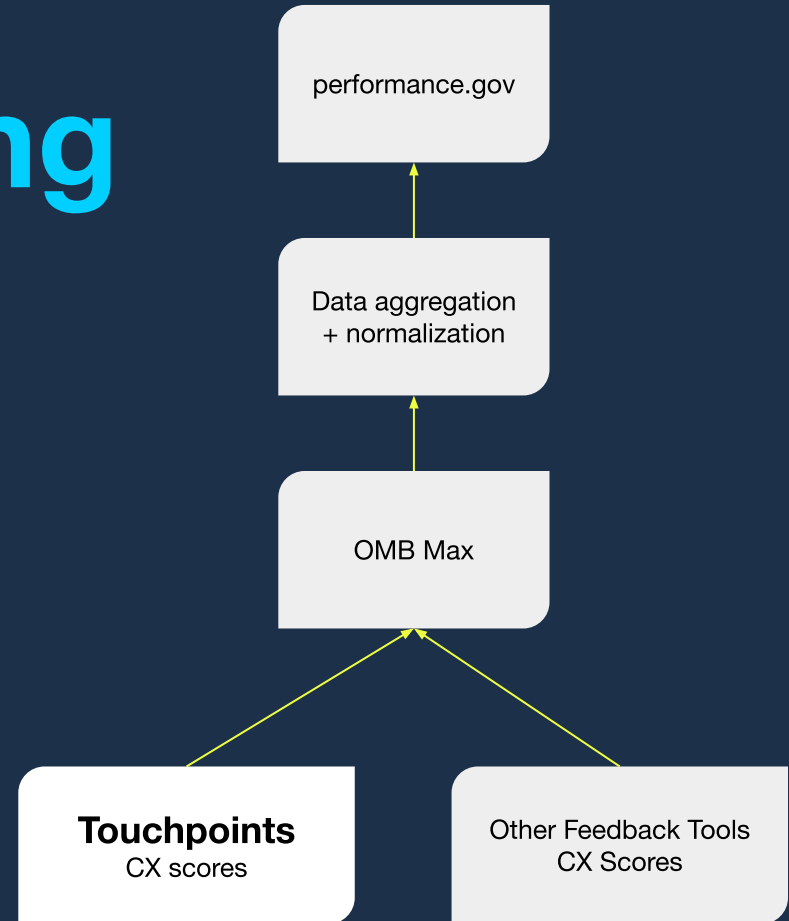 performance.gov
ng
Data aggregation
+ normalization
OMB Max
Touchpoints
CX scores
Other Feedback Tools
CX Scores